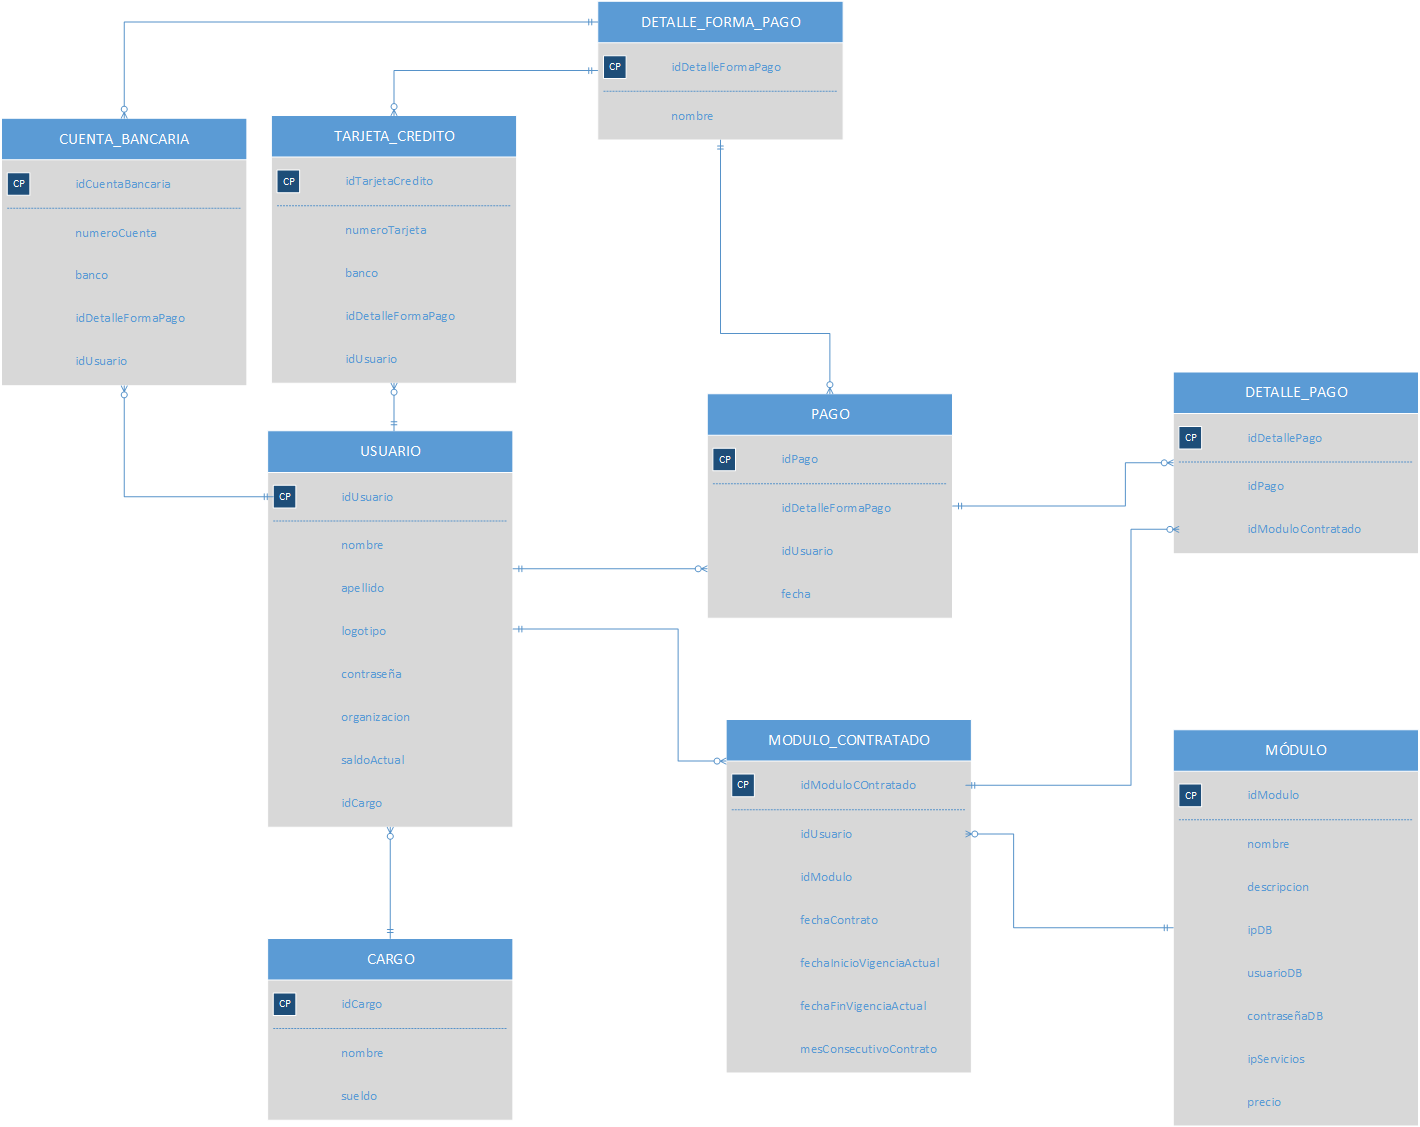 DETALLE_FORMA_PAGO
CP
idDetalleFormaPago
nombre
CUENTA_BANCARIA
CP
idCuentaBancaria
numeroCuenta
banco
idDetalleFormaPago
idUsuario
TARJETA_CREDITO
CP
idTarjetaCredito
numeroTarjeta
banco
idDetalleFormaPago
idUsuario
USUARIO
CP
idUsuario
nombre
apellido
logotipo
contraseña
organizacion
saldoActual
idCargo
PAGO
CP
idPago
idDetalleFormaPago
idUsuario
fecha
DETALLE_PAGO
CP
idDetallePago
idPago
idModuloContratado
MODULO_CONTRATADO
CP
idModuloCOntratado
idUsuario
idModulo
fechaContrato
fechaInicioVigenciaActual
fechaFinVigenciaActual
mesConsecutivoContrato
MÓDULO
CP
idModulo
nombre
descripcion
ipDB
usuarioDB
contraseñaDB
ipServicios
precio
CARGO
CP
idCargo
nombre
sueldo